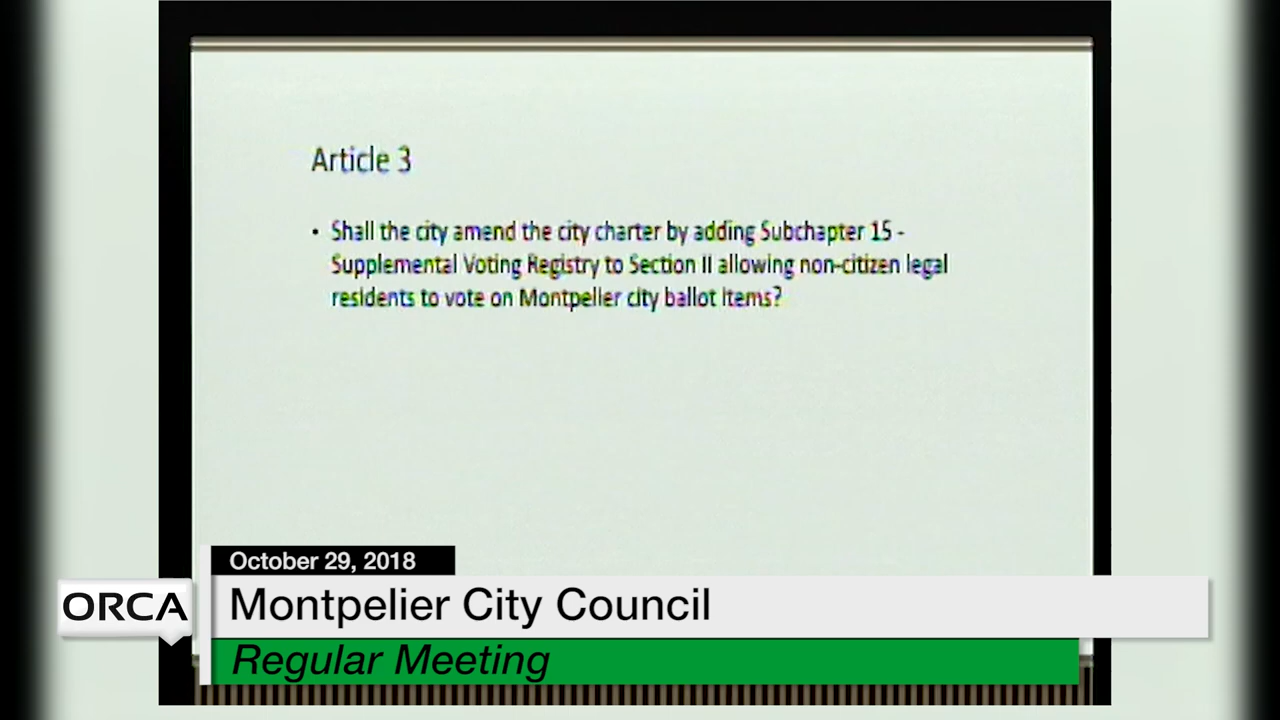 Article 3
• Shall the city amend the city charter by adding Subchapter 15 -
Supplemental Voting Registry to Section II allowing non-citizen legal
residents to vote on Montpelier city ballot items?
October 29, 2018
ORCA
Montpelier City Council
Regular Meeting